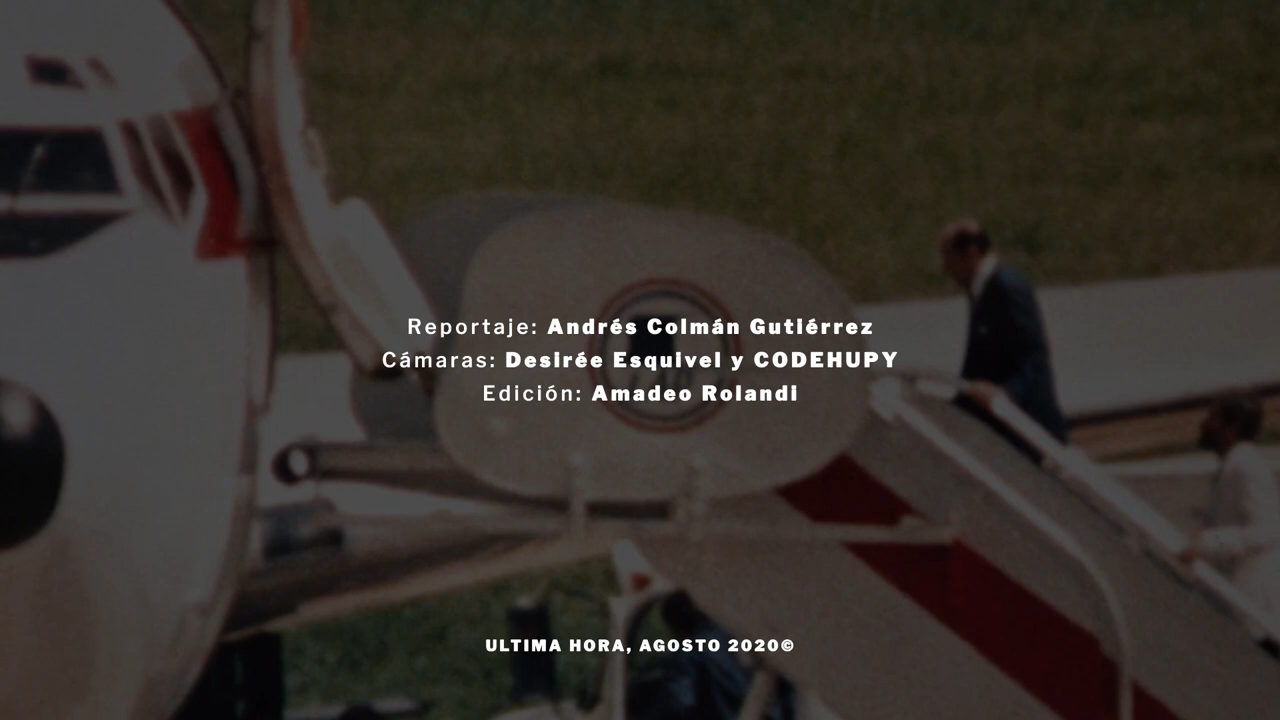 Reportaje: Andrés Colmán Gutiérrez
Cámaras: Desirée Esquivel y CODEHUPY
Edición: Amadeo Rolandi
ULTIMA HORA, AGOSTO 2020©